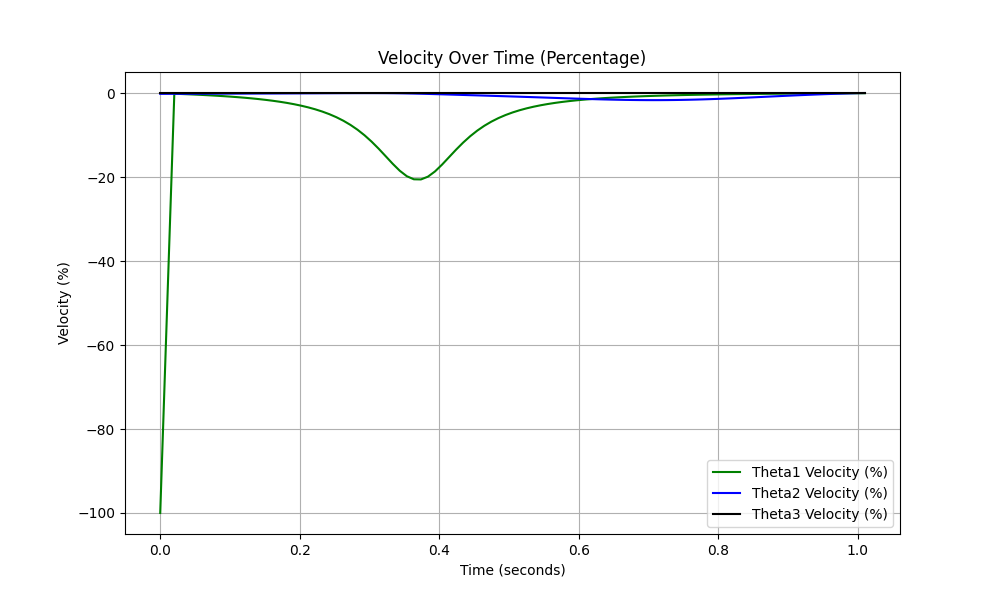 Velocity Over Time (Percentage)
Velocity (%)
0
−20
−40
−60
−80
−100
0.0 0.2 0.4 0.6 0.8 1.0
Time (seconds)
Theta1 Velocity (%)
Theta2 Velocity (%)
Theta3 Velocity (%)